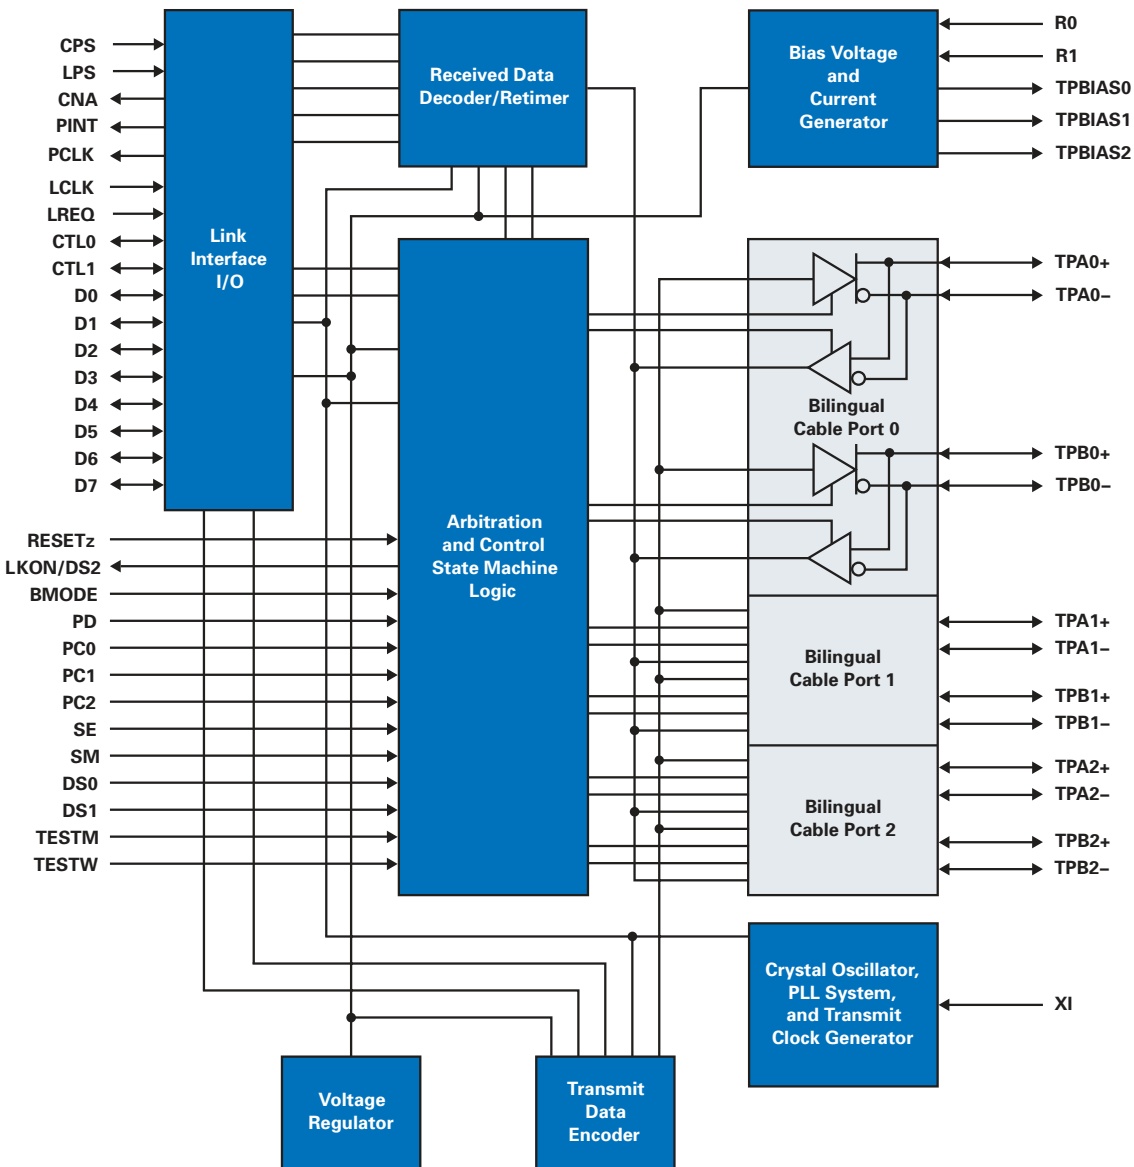 CPS
LPS
CNA
PINT
PCLK
LCLK
LREQ
CTL0
CTL1
D0
D1
D2
D3
D4
D5
D6
D7
RESETz
LKON/DS2
BMODE
PD
PC0
PC1
PC2
SE
SM
DS0
DS1
TESTM
TESTW
Link
Interface
I/O
Received Data
Decoder/Retimer
Arbitration
and Control
State Machine
Logic
Bias Voltage
and
Current
Generator
Bilingual
Cable Port 0
Bilingual
Cable Port 1
Bilingual
Cable Port 2
Crystal Oscillator,
PLL System,
and Transmit
Clock Generator
Voltage
Regulator
Transmit
Data
Encoder
R0
R1
TPBIAS0
TPBIAS1
TPBIAS2
TPA0+
TPA0−
TPB0+
TPB0−
TPA1+
TPA1−
TPB1+
TPB1−
TPA2+
TPA2−
TPB2+
TPB2−
XI